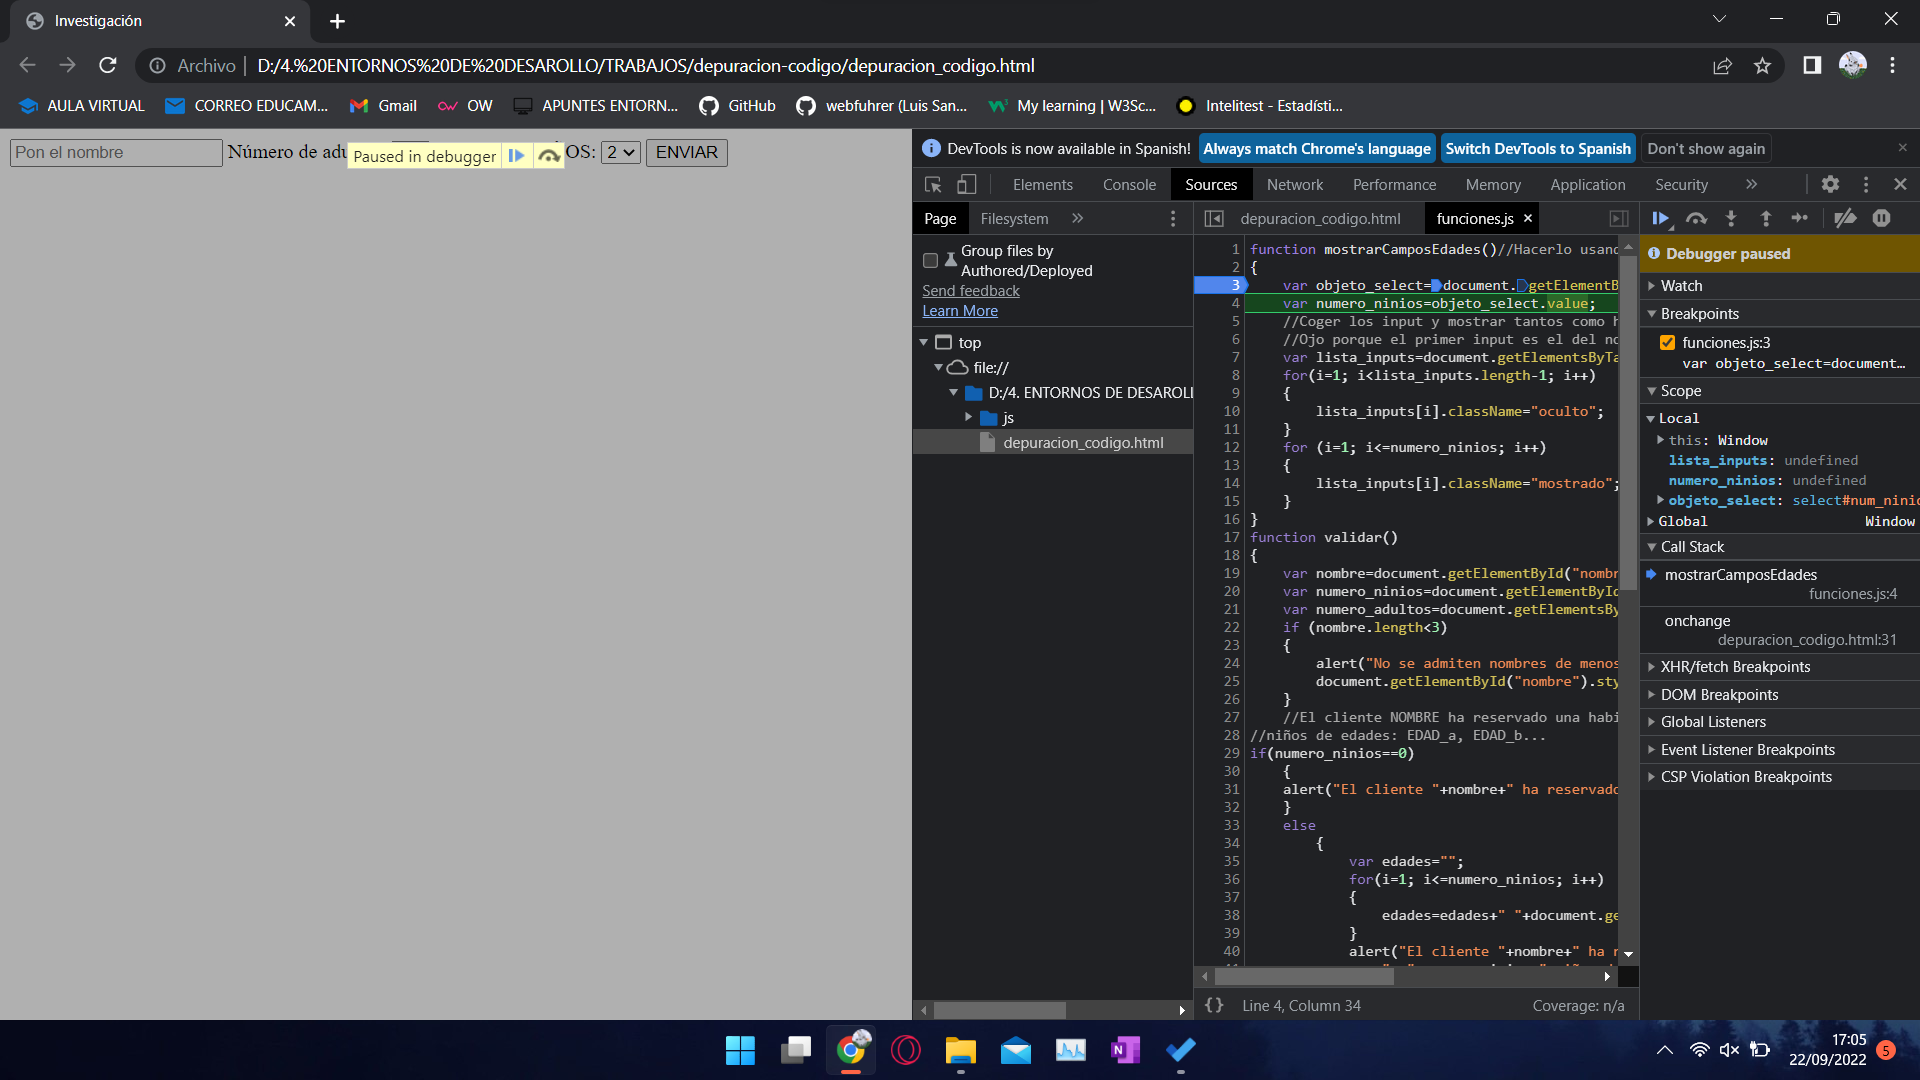 Investigación
Archivo
D:/4.%20ENTORNOS%20DE%20DESAROLLO/TRABAJOS/depuracion-codigo/depuracion_codigo.html
AULA VIRTUAL
CORREO EDUCAM...
Gmail
OW
APUNTES ENTORN...
GitHub
webfuhrer (Luis San...
My learning | W3Sc...
Intelitest - Estadísti...
Pon el nombre
Número de adu
Paused in debugger
OS:
2
ENVIAR
DevTools is now available in Spanish!
Always match Chrome's language
Switch DevTools to Spanish
Don't show again
Elements
Console
Sources
Network
Performance
Memory
Application
Security
Page
Filesystem
Group files by
Authored/Deployed
Send feedback
Learn More
top
file://
D:/4. ENTORNOS DE DESAROLL
js
depuracion_codigo.html
depuracion_codigo.html
funciones.js
1 function mostrarCamposEdades()//Hacerlo usand
2 {
3 var objeto_select=document.getElementB
4 var numero_ninios=objeto_select.value;
5 //Coger los input y mostrar tantos como h
6 //Ojo porque el primer input es el del no
7 var lista_inputs=document.getElementsByTa
8 for(i=1; i<lista_inputs.length-1; i++)
9 {
10 lista_inputs[i].className="oculto";
11 }
12 for (i=1; i<=numero_ninios; i++)
13 {
14 lista_inputs[i].className="mostrado";
15 }
16 }
17 function validar()
18 {
19 var nombre=document.getElementById("nombr
20 var numero_ninios=document.getElementById
21 var numero_adultos=document.getElementsBy
22 if (nombre.length<3)
23 {
24 alert("No se admiten nombres de menos
25 document.getElementById("nombre").sty
26 }
27 //El cliente NOMBRE ha reservado una habi
28 //niños de edades: EDAD_a, EDAD_b...
29 if(numero_ninios==0)
30 {
31 alert("El cliente "+nombre+" ha reservado
32 }
33 else
34 {
35 var edades="";
36 for(i=1; i<=numero_ninios; i++)
37 {
38 edades=edades+" "+document.ge
39 }
40 alert("El cliente "+nombre+" ha r
{} Line 4, Column 34
Coverage: n/a
Debugger paused
Watch
Breakpoints
funciones.js:3
var objeto_select=document...
Scope
Local
this: Window
lista_inputs: undefined
numero_ninios: undefined
objeto_select: select#num_ninio
Global
Window
Call Stack
mostrarCamposEdades
funciones.js:4
onchange
depuracion_codigo.html:31
XHR/fetch Breakpoints
DOM Breakpoints
Global Listeners
Event Listener Breakpoints
CSP Violation Breakpoints
17:05
22/09/2022
5